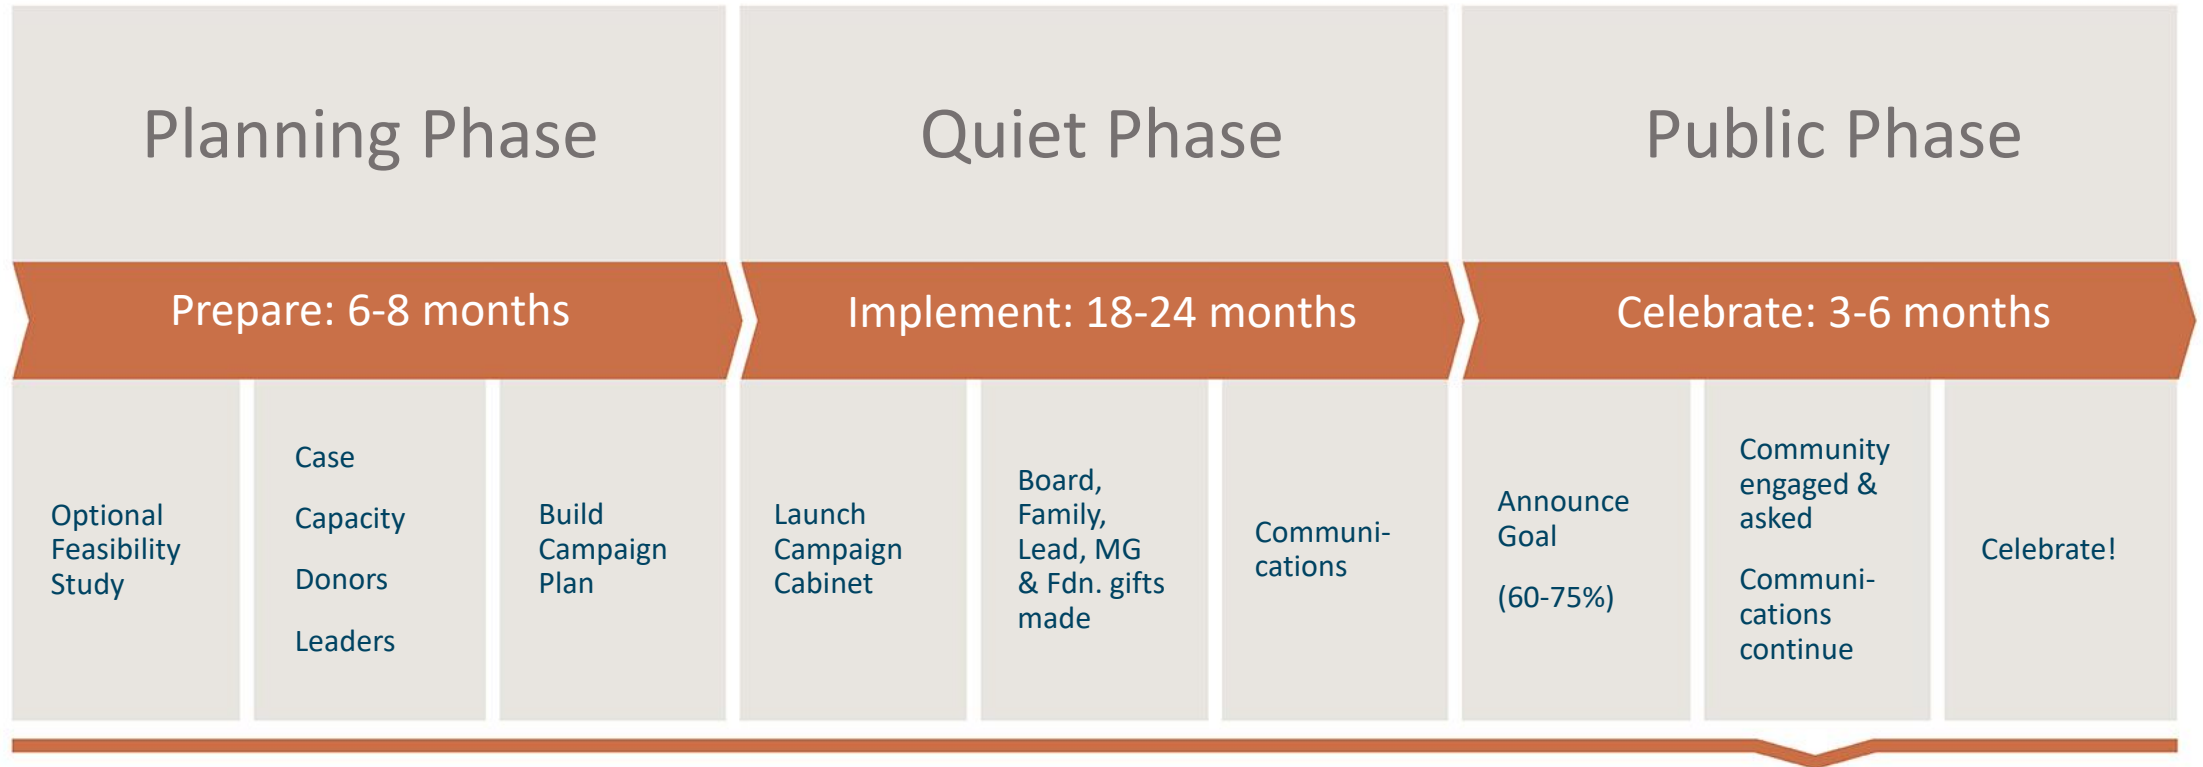 Planning Phase
Quiet Phase
Public Phase
Prepare: 6-8 months
Implement: 18-24 months
Celebrate: 3-6 months
Optional
Feasibility
Study
Case
Capacity
Donors
Leaders
Build
Campaign
Plan
Launch
Campaign
Cabinet
Board,
Family,
Lead, MG
& Fdn. gifts
made
Communi-
cations
Announce
Goal
(60-75%)
Community
engaged &
asked
Communi-
cations
continue
Celebrate!